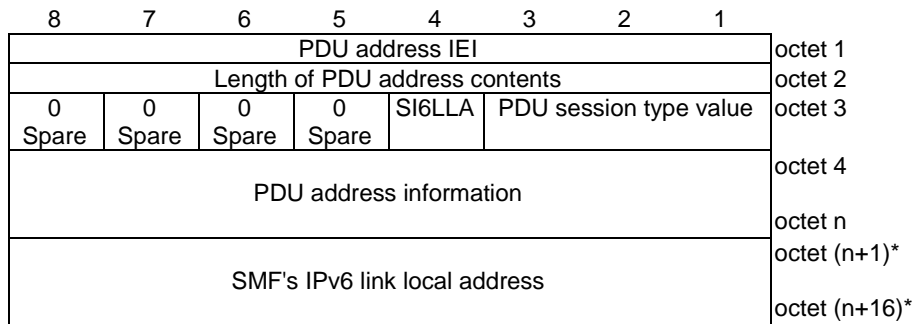 8 7 6 5 4 3 2 1
PDU address IEI octet 1
Length of PDU address contents octet 2
0 0 0 0 SI6LLA PDU session type value octet 3
Spare Spare Spare Spare
octet 4
PDU address information
octet n
octet (n+1)*
SMF's IPv6 link local address
octet (n+16)*